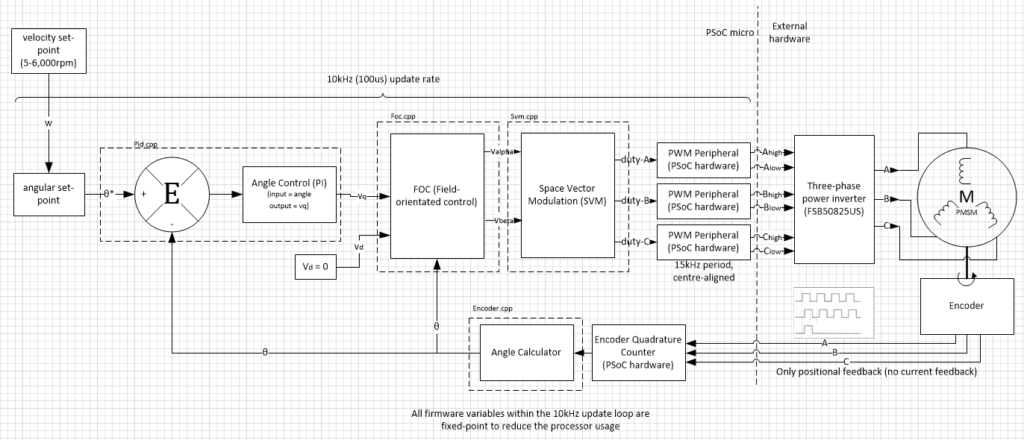 velocity set-
point
(5-6,000rpm)
PSoC micro
External
hardware
10kHz (100us) update rate
w
Pid.cpp
Foc.cpp
Svm.cpp
angular set-
point
θ*
+
E
-
Angle Control (PI)
(input = angle
output = vq)
Vq
Vd
Vd = 0
FOC (Field-
orientated control)
Valpha
Vbeta
Space Vector
Modulation (SVM)
duty-A
duty-B
duty-C
PWM Peripheral
(PSoC hardware)
PWM Peripheral
(PSoC hardware)
PWM Peripheral
(PSoC hardware)
15kHz period,
centre-aligned
Ahigh
Alow
Bhigh
Blow
Chigh
Clow
Three-phase
power inverter
(FSB50825US)
A
B
C
M
PMSM
Encoder
Encoder.cpp
θ
θ
Angle Calculator
Encoder Quadrature
Counter
(PSoC hardware)
A
B
C
Only positional feedback (no current feedback)
All firmware variables within the 10kHz update loop are
fixed-point to reduce the processor usage